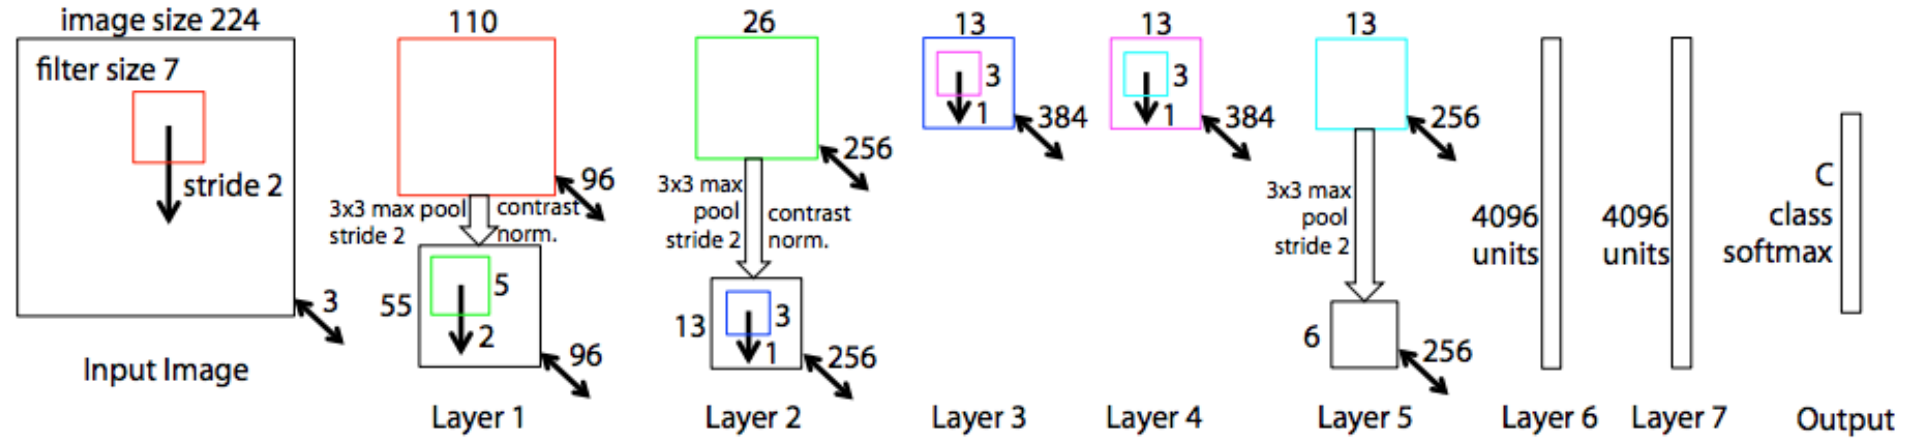 image size 224
filter size 7
stride 2
3
Input Image
110
96
3x3 max pool
stride 2
contrast
norm.
55
5
2
96
Layer 1
26
256
3x3 max
pool
stride 2
contrast
norm.
13
3
1
256
Layer 2
13
3
1
384
Layer 3
13
3
1
384
Layer 4
13
256
3x3 max
pool
stride 2
6
256
Layer 5
4096
units
Layer 6
4096
units
Layer 7
C
class
softmax
Output